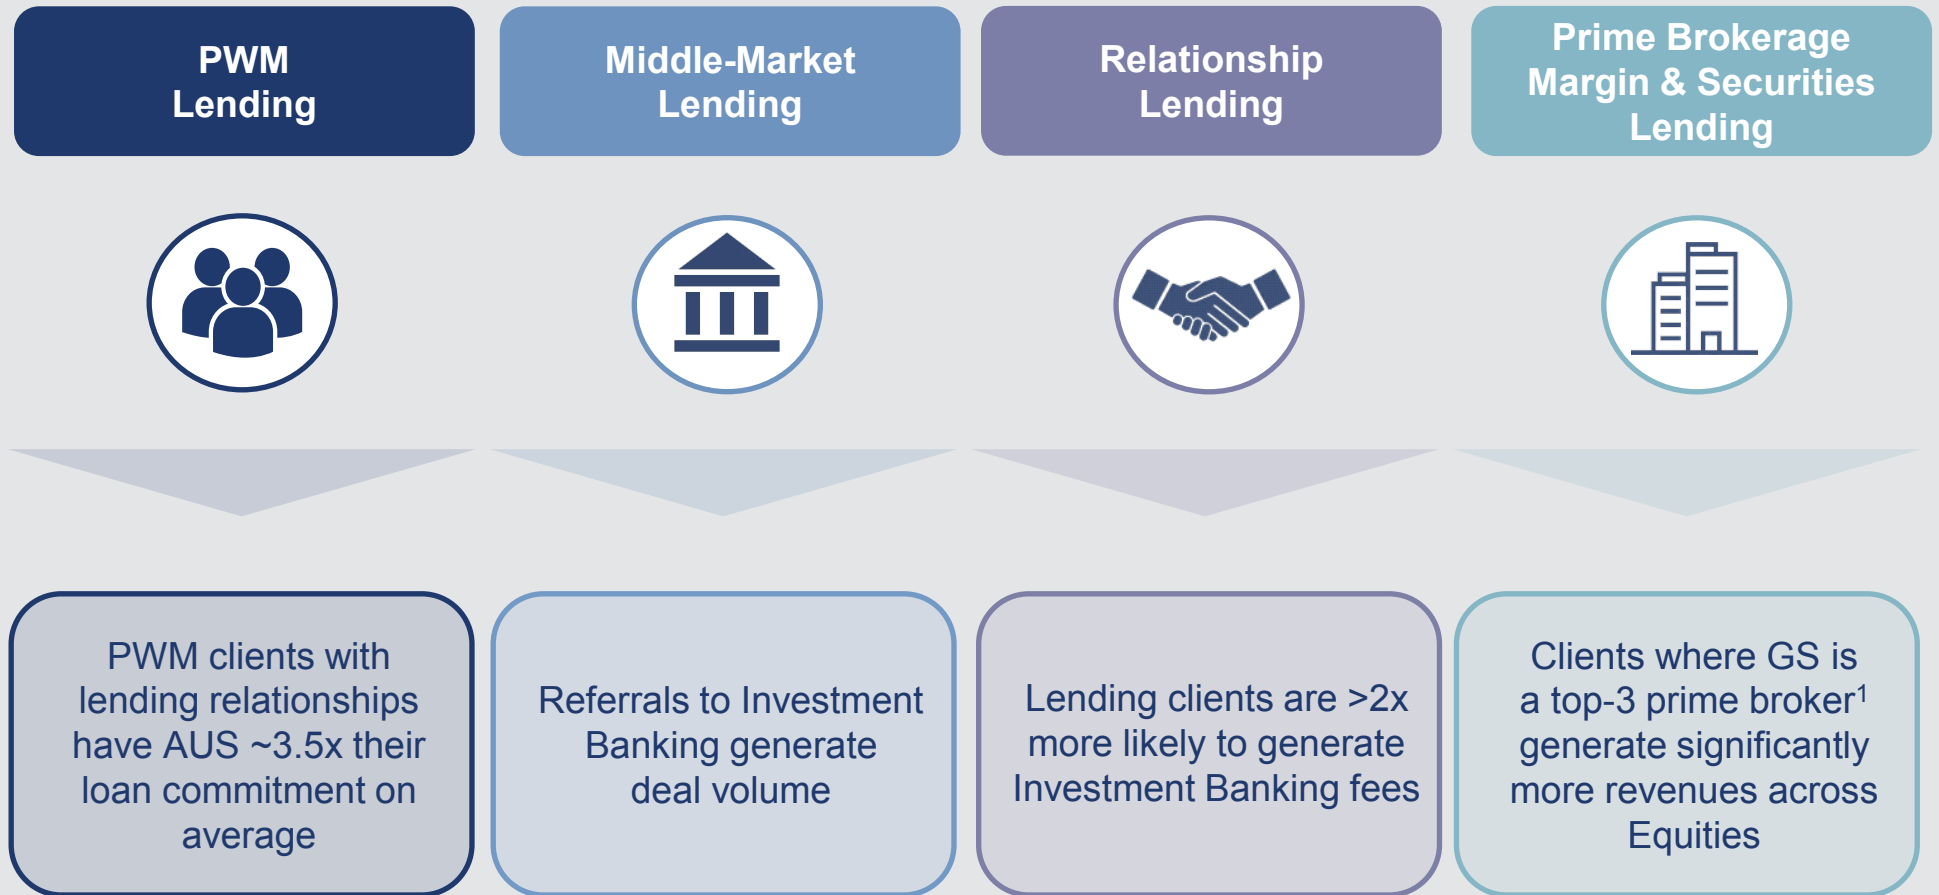 PWM
Lending
Middle-Market
Lending
Relationship
Lending
Prime Brokerage
Margin & Securities
Lending
PWM clients with
lending relationships
have AUS ~3.5x their
loan commitment on
average
Referrals to Investment
Banking generate
deal volume
Lending clients are >2x
more likely to generate
Investment Banking fees
Clients where GS is
a top-3 prime broker¹
generate significantly
more revenues across
Equities